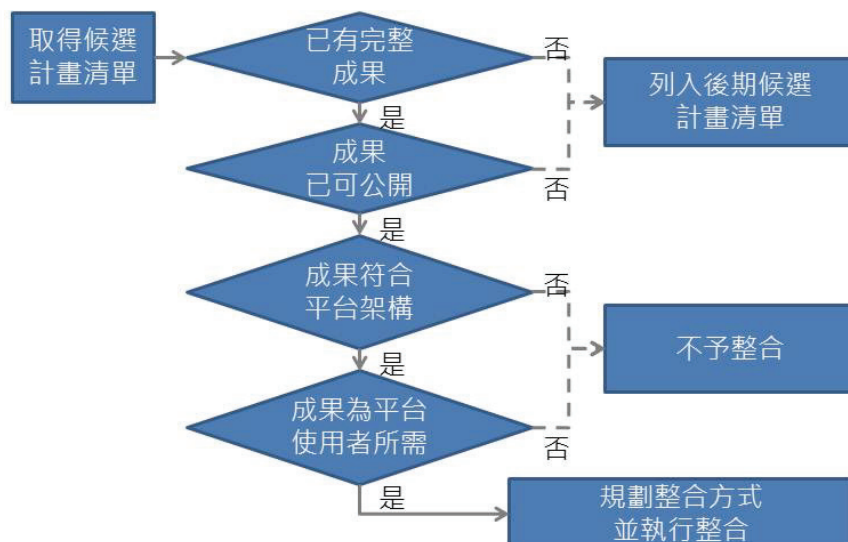 取得候選
計畫清單
已有完整
成果
否
列入後期候選
計畫清單
是
成果
已可公開
否
是
成果符合
平台架構
否
不予整合
是
成果為平台
使用者所需
否
是
規劃整合方式
並執行整合